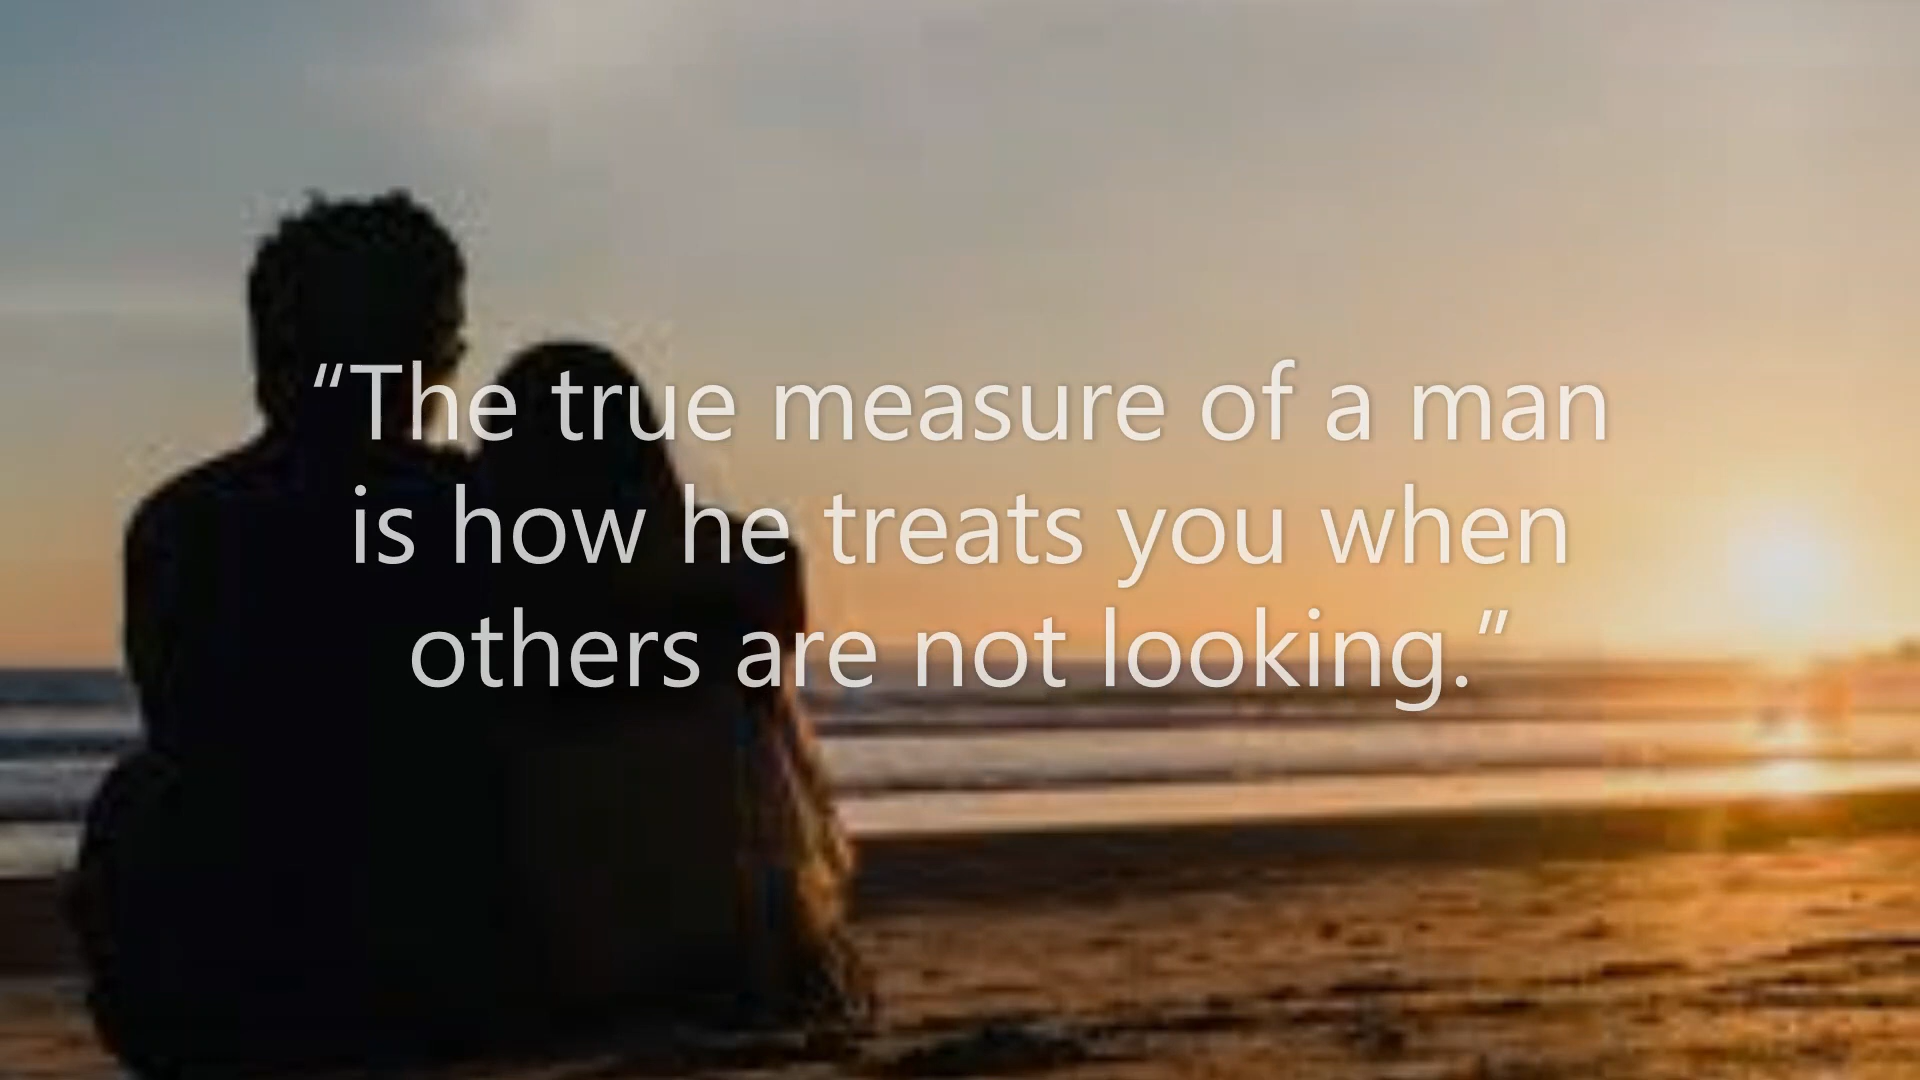 “The true measure of a man
is how he treats you when
others are not looking.”